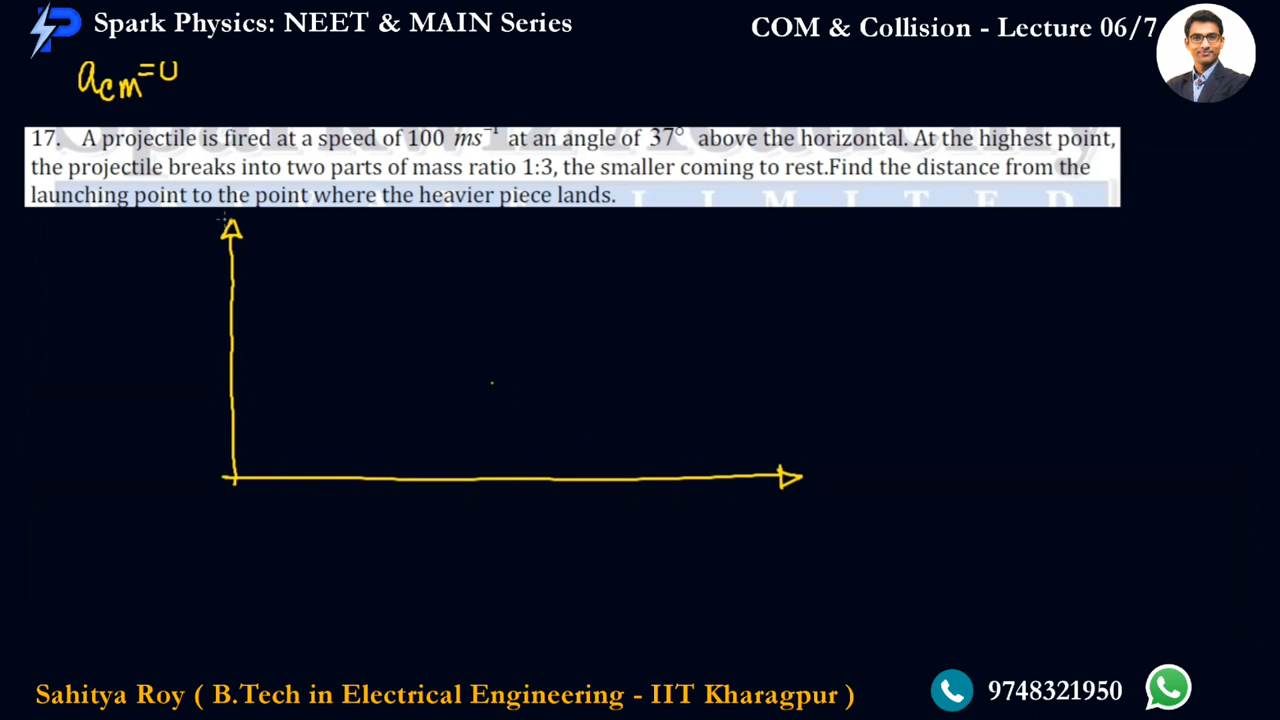 Spark Physics: NEET & MAIN Series
COM & Collision - Lecture 06/7
a_cm=0
17. A projectile is fired at a speed of 100 ms⁻¹ at an angle of 37° above the horizontal. At the highest point,
the projectile breaks into two parts of mass ratio 1:3, the smaller coming to rest.Find the distance from the
launching point to the point where the heavier piece lands.
Sahitya Roy ( B.Tech in Electrical Engineering - IIT Kharagpur )
9748321950